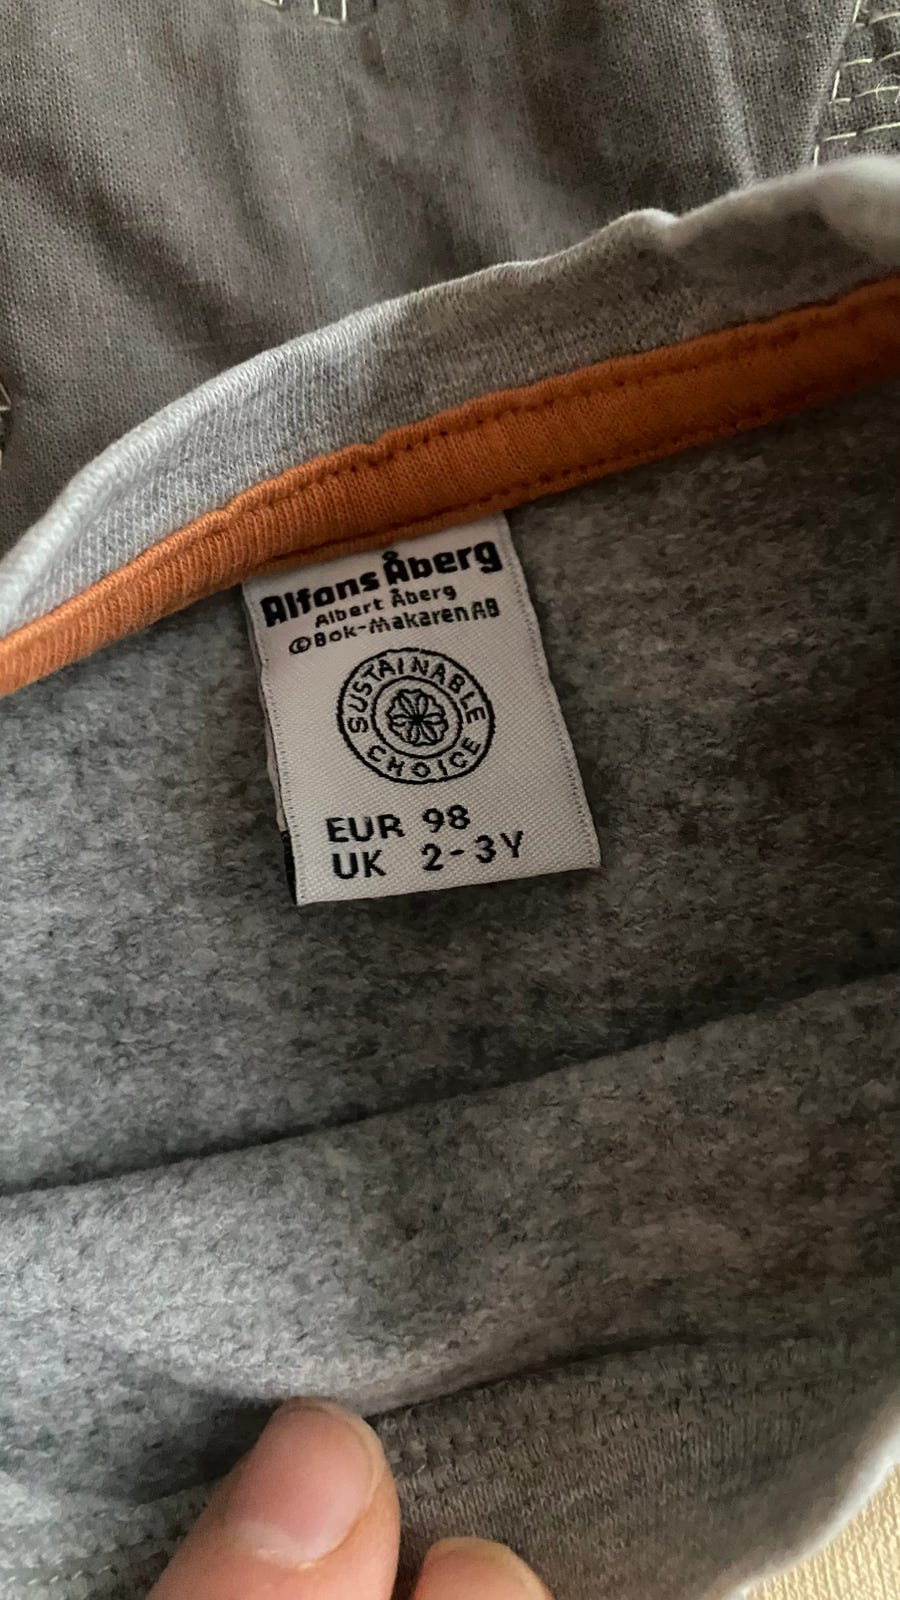 Alfons Åberg
Albert Åberg
©Bok-Makaren AB
SUSTAINABLE
CHOICE
EUR 98
UK 2-3Y